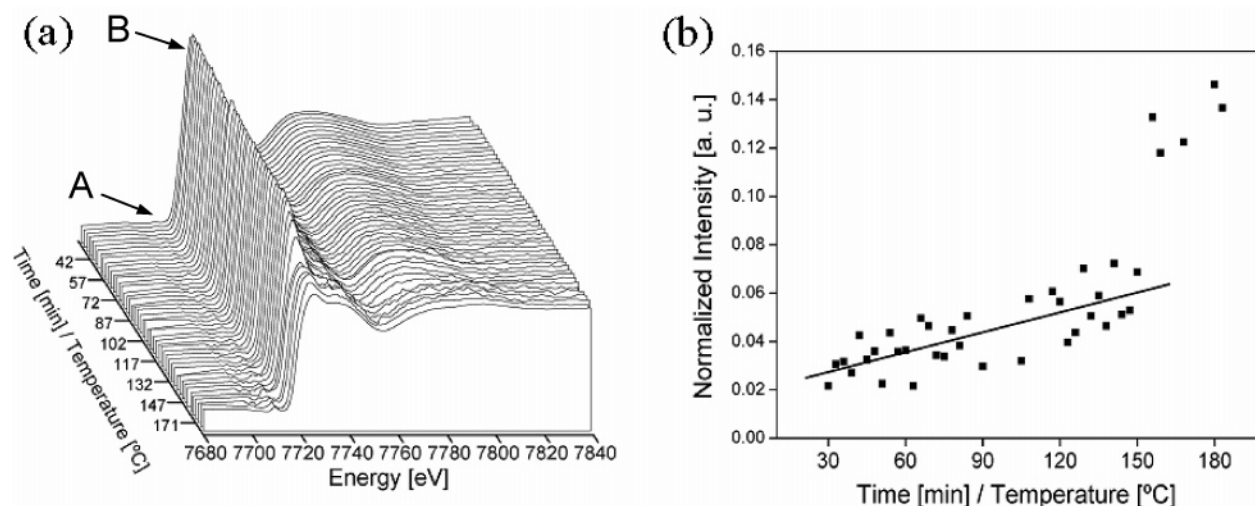 (a)
B
A
42
57
72
87
102
117
132
147
171
Time [min] / Temperature [ºC]
7680 7700 7720 7740 7760 7780 7800 7820 7840
Energy [eV]
(b)
0.16
0.14
0.12
0.10
0.08
0.06
0.04
0.02
0.00
Normalized Intensity [a. u.]
30 60 90 120 150 180
Time [min] / Temperature [ºC]